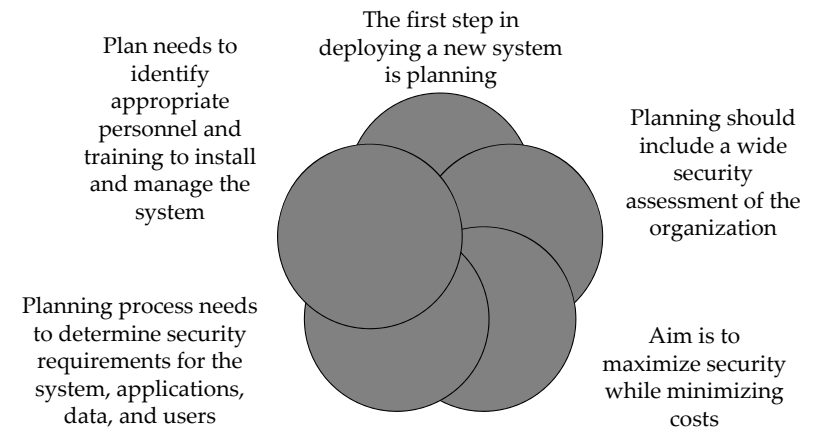 The first step in
deploying a new system
is planning
Planning should
include a wide
security
assessment of the
organization
Aim is to
maximize security
while minimizing
costs
Planning process needs
to determine security
requirements for the
system, applications,
data, and users
Plan needs to
identify
appropriate
personnel and
training to install
and manage the
system